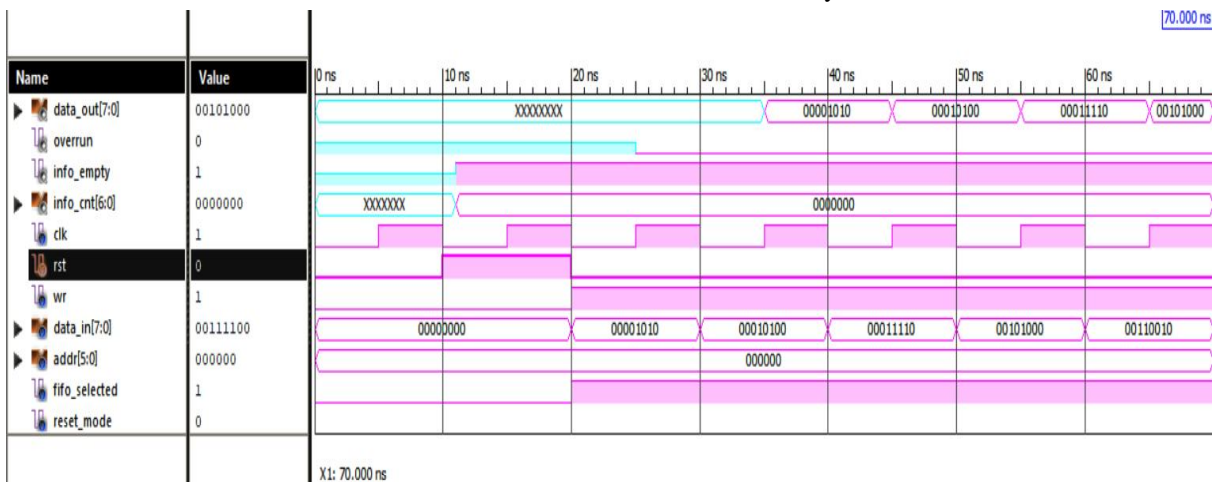 70.000 ns
Name Value 0 ns 10 ns 20 ns 30 ns 40 ns 50 ns 60 ns
data_out[7:0] 00101000 XXXXXXXX 00001010 00010100 00011110 00101000
overrun 0
info_empty 1
info_cnt[6:0] 0000000 XXXXXXX 0000000
clk 1
rst 0
wr 1
data_in[7:0] 00111100 00000000 00001010 00010100 00011110 00101000 00110010
addr[5:0] 000000 000000
fifo_selected 1
reset_mode 0
X1: 70.000 ns